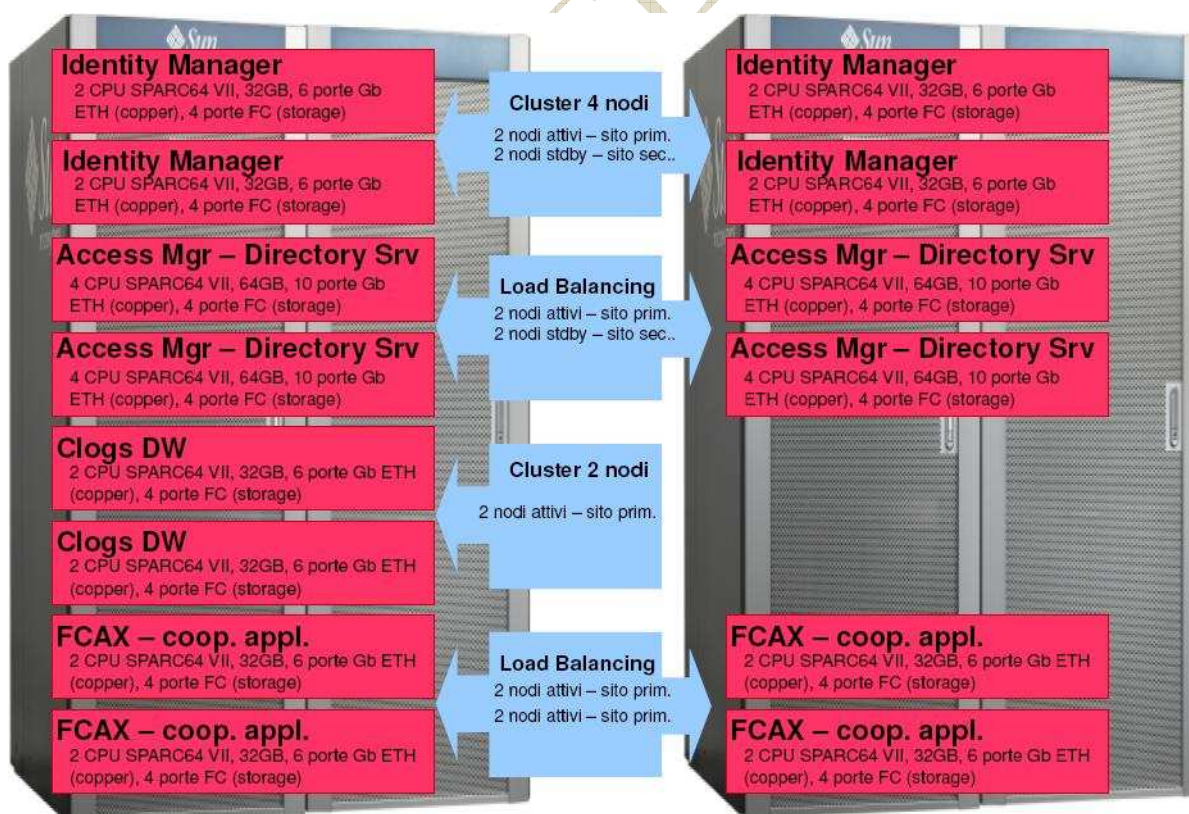 Sun
Identity Manager
2 CPU SPARC64 VII, 32GB, 6 porte Gb
ETH (copper), 4 porte FC (storage)
Identity Manager
2 CPU SPARC64 VII, 32GB, 6 porte Gb
ETH (copper), 4 porte FC (storage)
Access Mgr – Directory Srv
4 CPU SPARC64 VII, 64GB, 10 porte Gb
ETH (copper), 4 porte FC (storage)
Access Mgr – Directory Srv
4 CPU SPARC64 VII, 64GB, 10 porte Gb
ETH (copper), 4 porte FC (storage)
Clogs DW
2 CPU SPARC64 VII, 32GB, 6 porte Gb ETH
(copper), 4 porte FC (storage)
Clogs DW
2 CPU SPARC64 VII, 32GB, 6 porte Gb ETH
(copper), 4 porte FC (storage)
FCAX – coop. appl.
2 CPU SPARC64 VII, 32GB, 6 porte Gb ETH
(copper), 4 porte FC (storage)
FCAX – coop. appl.
2 CPU SPARC64 VII, 32GB, 6 porte Gb ETH
(copper), 4 porte FC (storage)
Cluster 4 nodi
2 nodi attivi – sito prim.
2 nodi stdby – sito sec..
Load Balancing
2 nodi attivi – sito prim.
2 nodi stdby – sito sec..
Cluster 2 nodi
2 nodi attivi – sito prim.
Load Balancing
2 nodi attivi – sito prim.
2 nodi attivi – sito prim.
Sun
Identity Manager
2 CPU SPARC64 VII, 32GB, 6 porte Gb
ETH (copper), 4 porte FC (storage)
Identity Manager
2 CPU SPARC64 VII, 32GB, 6 porte Gb
ETH (copper), 4 porte FC (storage)
Access Mgr – Directory Srv
4 CPU SPARC64 VII, 64GB, 10 porte Gb
ETH (copper), 4 porte FC (storage)
Access Mgr – Directory Srv
4 CPU SPARC64 VII, 64GB, 10 porte Gb
ETH (copper), 4 porte FC (storage)
FCAX – coop. appl.
2 CPU SPARC64 VII, 32GB, 6 porte Gb ETH
(copper), 4 porte FC (storage)
FCAX – coop. appl.
2 CPU SPARC64 VII, 32GB, 6 porte Gb ETH
(copper), 4 porte FC (storage)